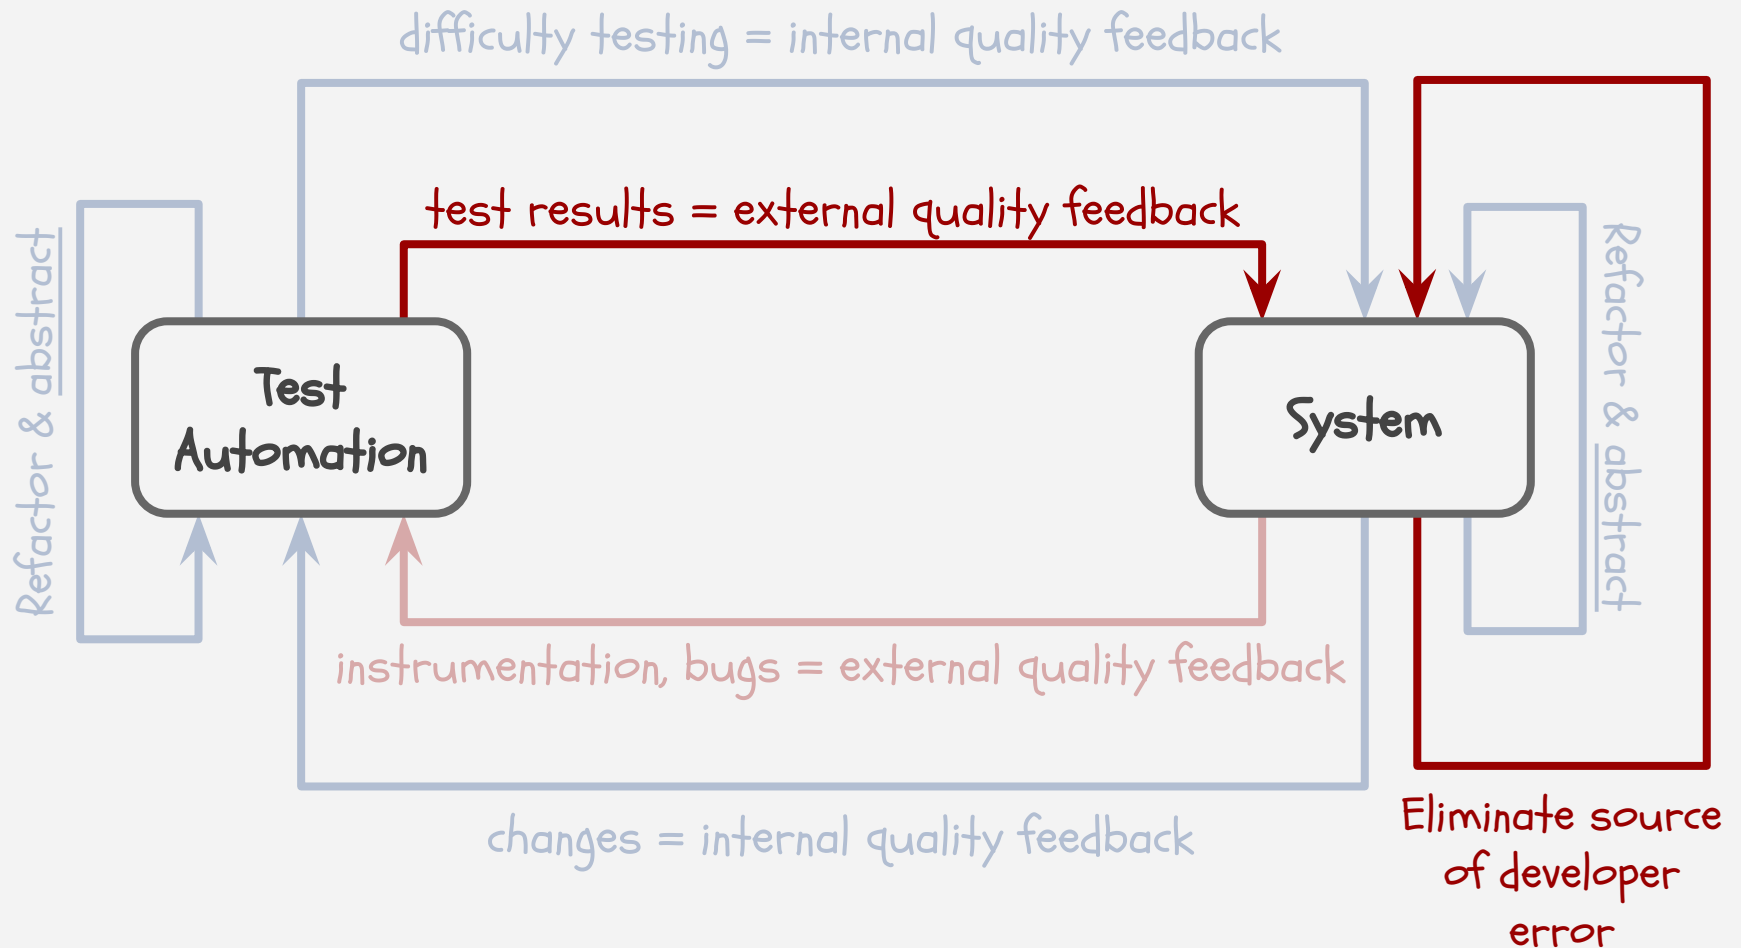 difficulty testing = internal quality feedback
test results = external quality feedback
Refactor & abstract
Test
Automation
System
Refactor & abstract
instrumentation, bugs = external quality feedback
changes = internal quality feedback
Eliminate source
of developer
error